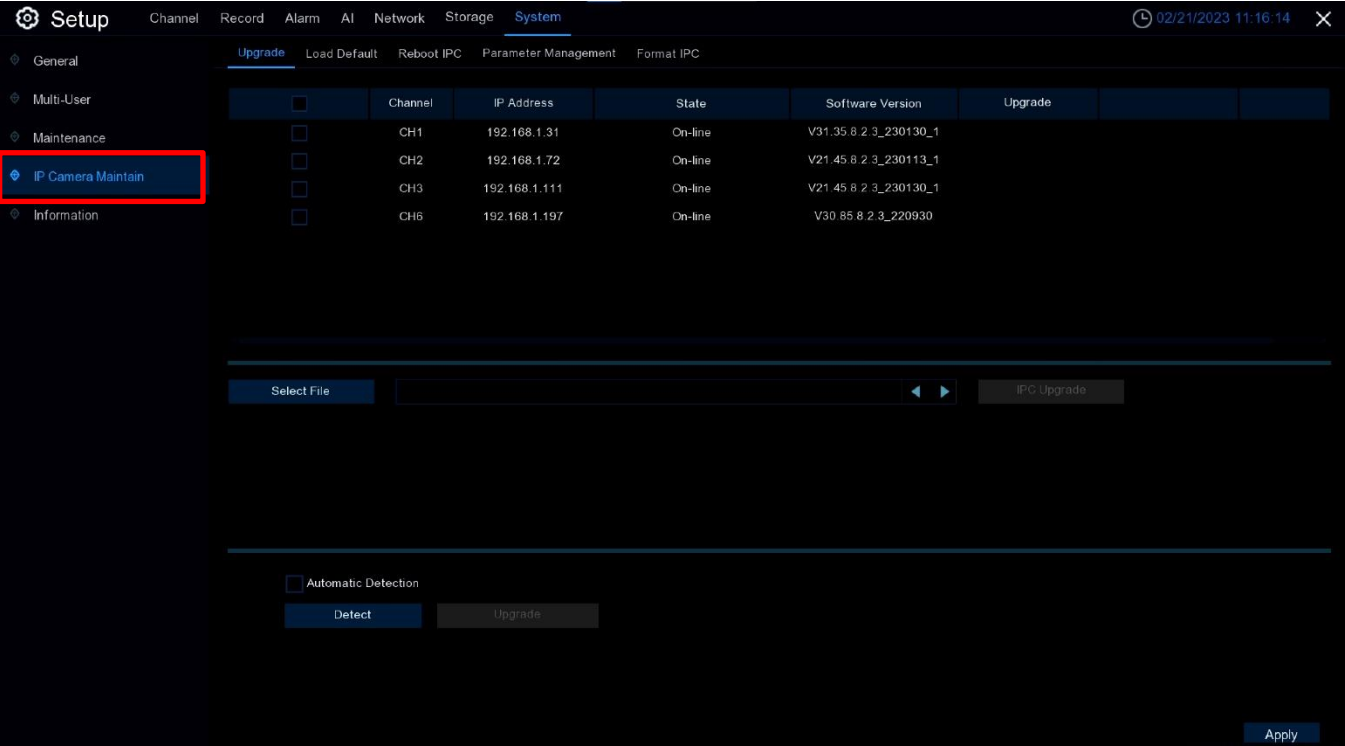 Setup Channel Record Alarm AI Network Storage System 02/21/2023 11:16:14
General
Multi-User
Maintenance
IP Camera Maintain
Information
Upgrade Load Default Reboot IPC Parameter Management Format IPC
Channel IP Address State Software Version Upgrade
CH1 192.168.1.31 On-line V31.35.8.2.3_230130_1
CH2 192.168.1.72 On-line V21.45.8.2.3_230113_1
CH3 192.168.1.111 On-line V21.45.8.2.3_230130_1
CH6 192.168.1.197 On-line V30.85.8.2.3_220930
Select File IPC Upgrade
Automatic Detection
Detect Upgrade
Apply